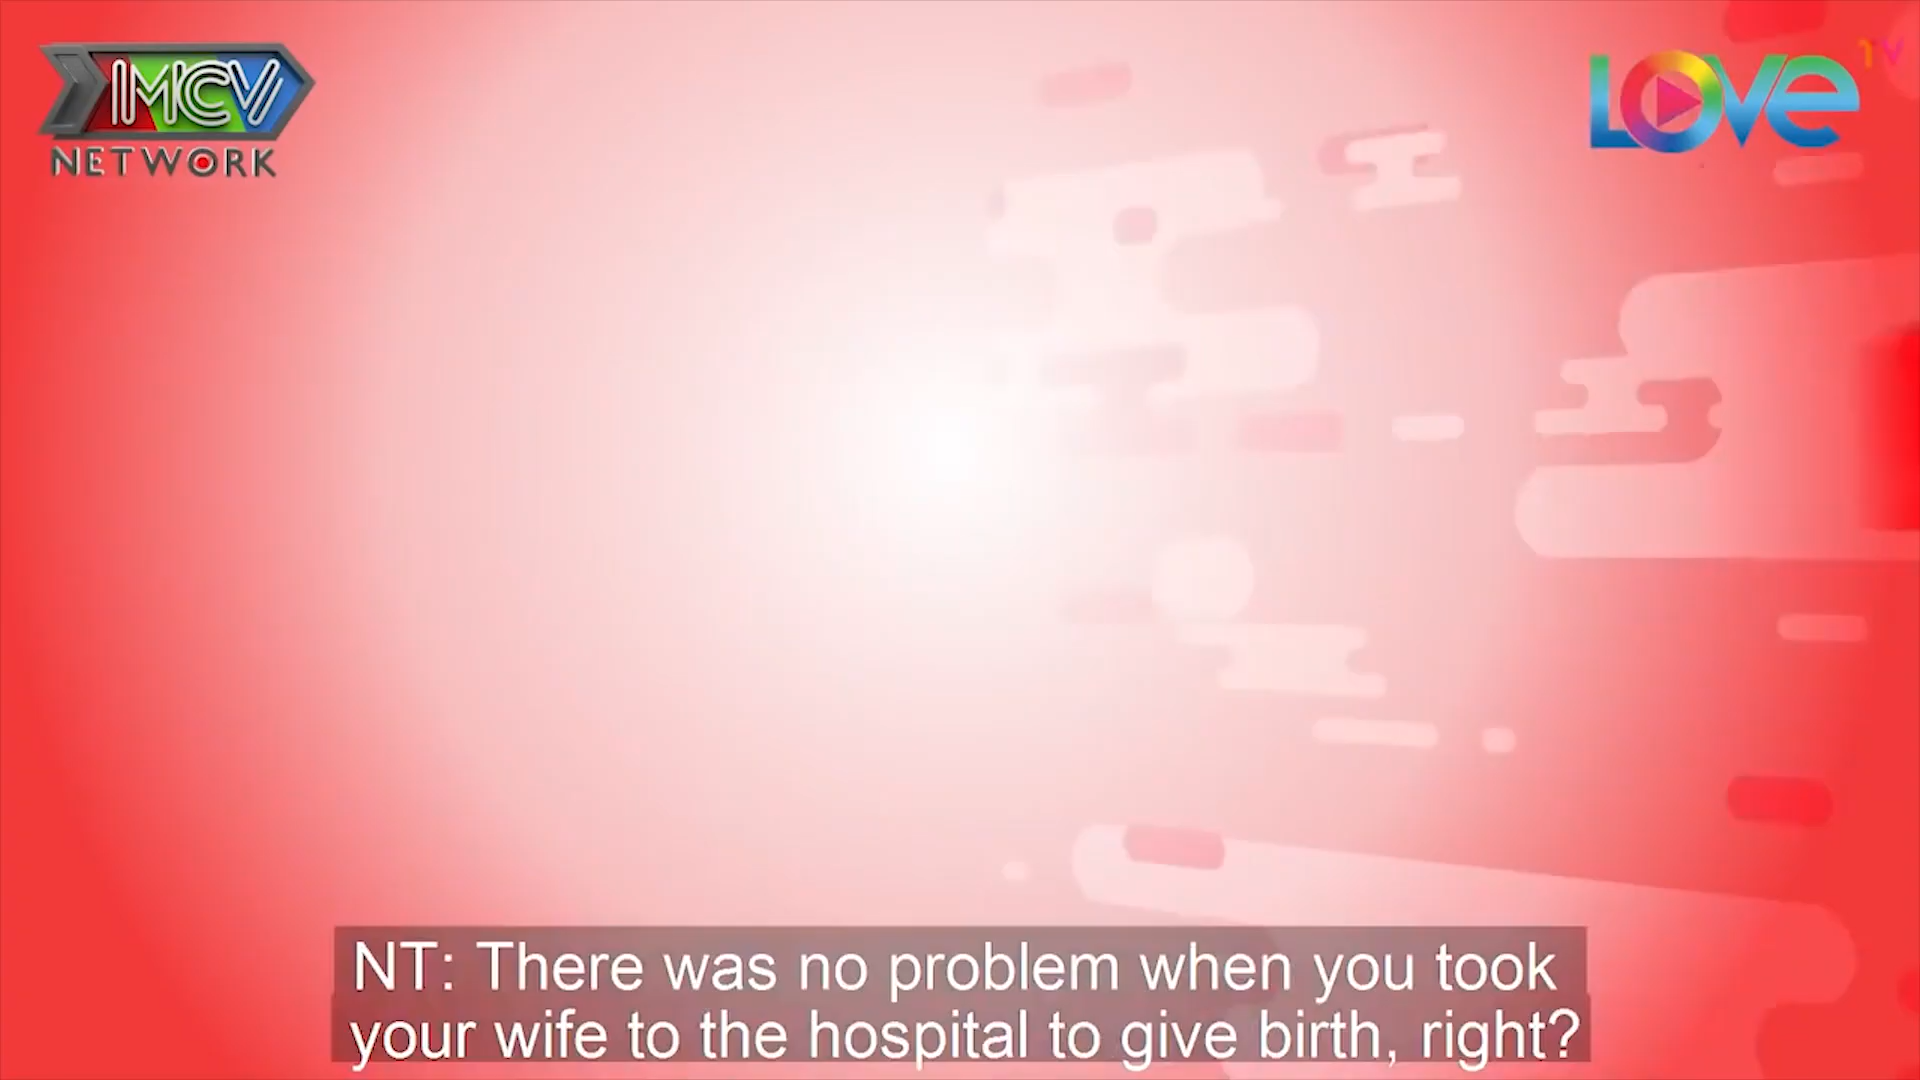 MCV
NETWORK
LOVE TV
NT: There was no problem when you took
your wife to the hospital to give birth, right?